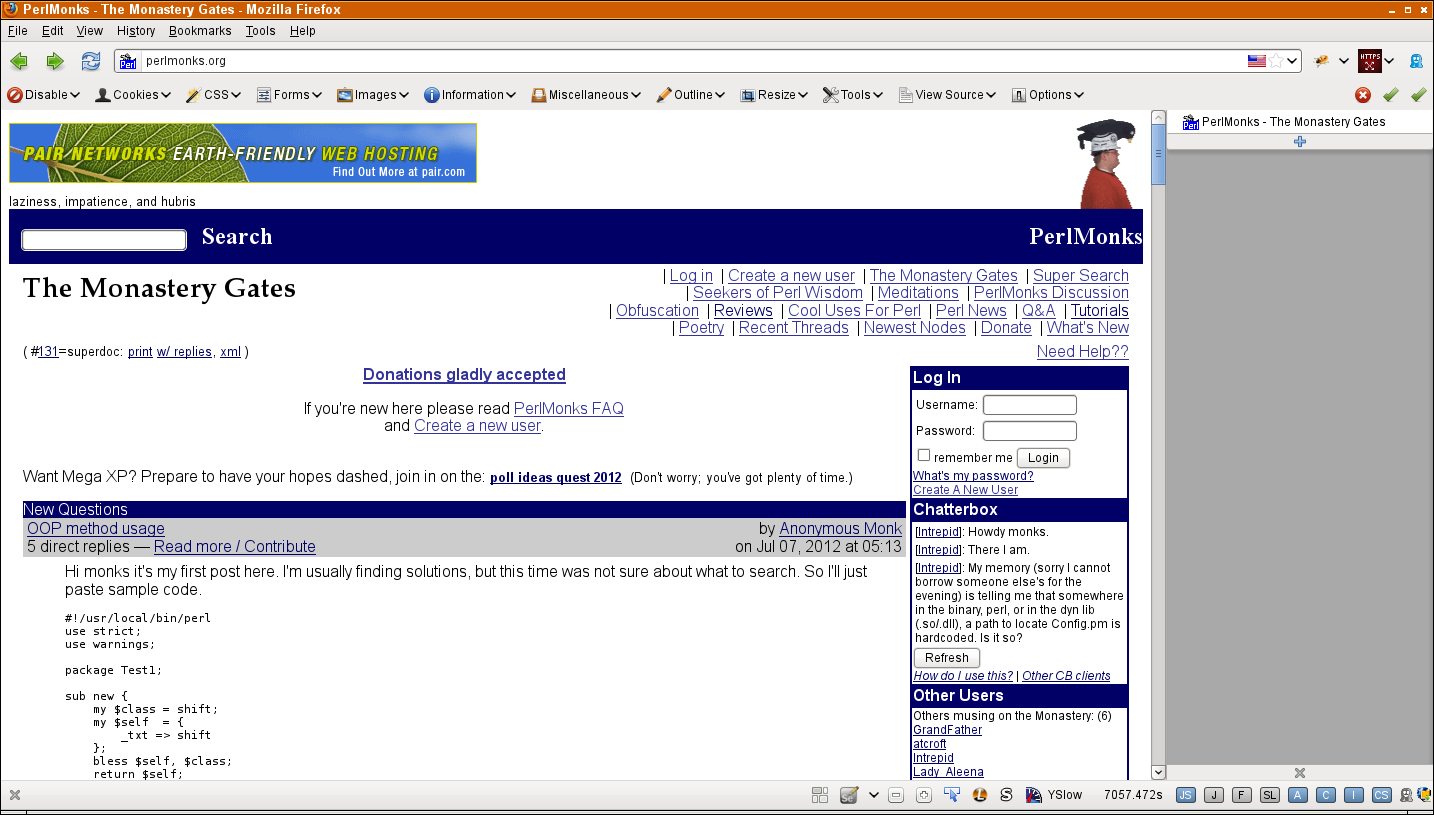 PerlMonks - The Monastery Gates - Mozilla Firefox
File Edit View History Bookmarks Tools Help
perlmonks.org
HTTPS
Disable Cookies CSS Forms Images Information Miscellaneous Outline Resize Tools View Source Options
PerlMonks - The Monastery Gates
PAIR NETWORKS EARTH-FRIENDLY WEB HOSTING
Find Out More at pair.com
laziness, impatience, and hubris
Search PerlMonks
The Monastery Gates
| Log in | Create a new user | The Monastery Gates | Super Search
| Seekers of Perl Wisdom | Meditations | PerlMonks Discussion
| Obfuscation | Reviews | Cool Uses For Perl | Perl News | Q&A | Tutorials
| Poetry | Recent Threads | Newest Nodes | Donate | What's New
( #131=superdoc: print w/ replies, xml )
Need Help??
Donations gladly accepted
If you're new here please read PerlMonks FAQ
and Create a new user.
Want Mega XP? Prepare to have your hopes dashed, join in on the: poll ideas quest 2012 (Don't worry; you've got plenty of time.)
New Questions
OOP method usage by Anonymous Monk
5 direct replies — Read more / Contribute on Jul 07, 2012 at 05:13
Hi monks it's my first post here. I'm usually finding solutions, but this time was not sure about what to search. So I'll just
paste sample code.
#!/usr/local/bin/perl
use strict;
use warnings;
package Test1;
sub new {
my $class = shift;
my $self = {
_txt => shift
};
bless $self, $class;
return $self;
Log In
Username:
Password:
remember me Login
What's my password?
Create A New User
Chatterbox
[Intrepid]: Howdy monks.
[Intrepid]: There I am.
[Intrepid]: My memory (sorry I cannot
borrow someone else's for the
evening) is telling me that somewhere
in the binary, perl, or in the dyn lib
(.so/.dll), a path to locate Config.pm is
hardcoded. Is it so?
Refresh
How do I use this? | Other CB clients
Other Users
Others musing on the Monastery: (6)
GrandFather
atcroft
Intrepid
Lady_Aleena
Se S YSlow 7057.472s JS J F SL A C I CS